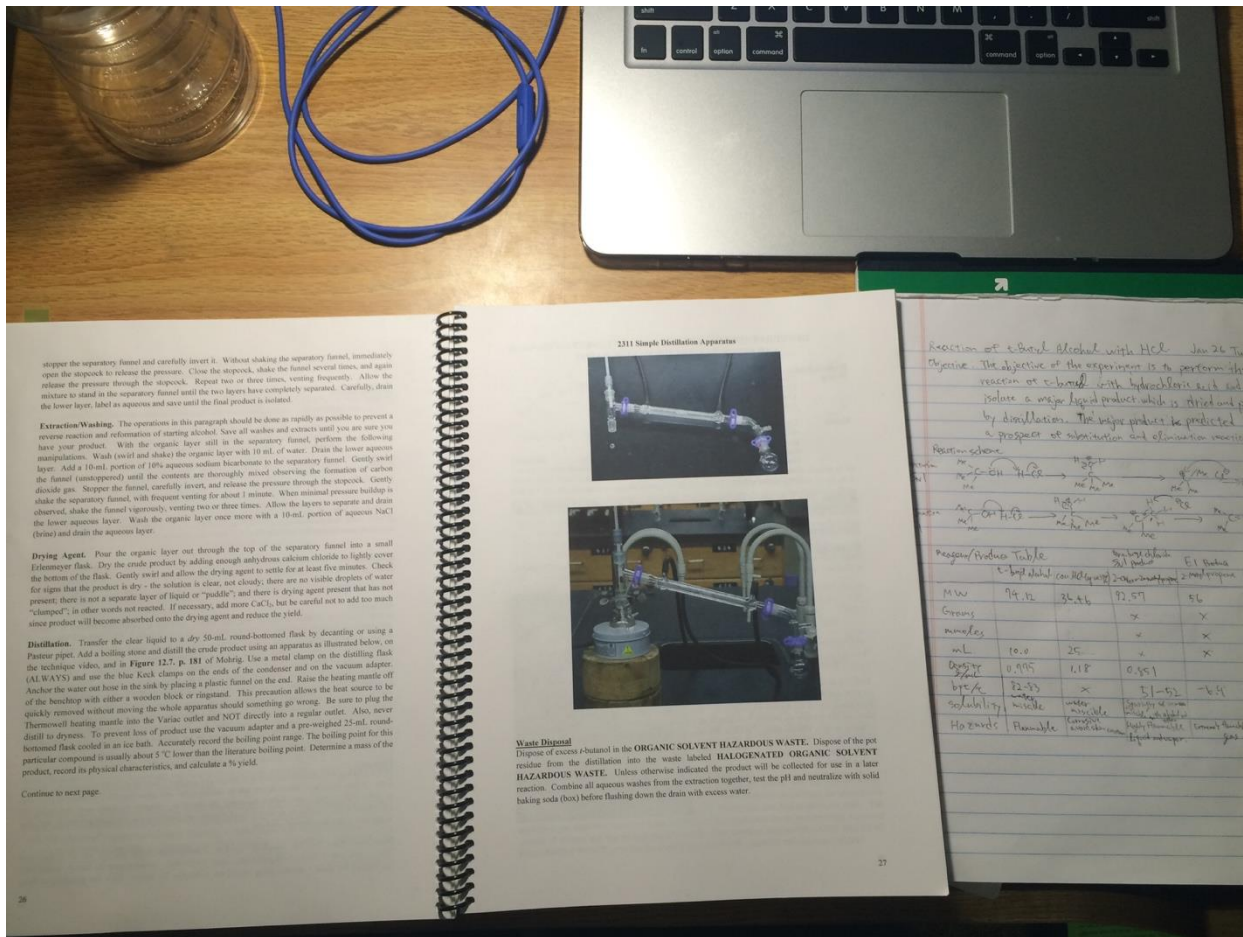 shift
Z X C V B N M , . / shift
fn control option command command option
alt
⌘
⌘
alt
stopper the separatory funnel and carefully invert it. Without shaking the separatory funnel, immediately
open the stopcock to release the pressure. Close the stopcock, shake the funnel several times, and again
release the pressure through the stopcock. Repeat two or three times, venting frequently. Allow the
mixture to stand in the separatory funnel until the two layers have completely separated. Carefully, drain
the lower layer, label as aqueous and save until the final product is isolated.
Extraction/Washing. The operations in this paragraph should be done as rapidly as possible to prevent a
reverse reaction and reformation of starting alcohol. Save all washes and extracts until you are sure you
have your product. With the organic layer still in the separatory funnel, perform the following
manipulations. Wash (swirl and shake) the organic layer with 10 mL of water. Drain the lower aqueous
layer. Add a 10-mL portion of 10% aqueous sodium bicarbonate to the separatory funnel. Gently swirl
the funnel (unstoppered) until the contents are thoroughly mixed observing the formation of carbon
dioxide gas. Stopper the funnel, carefully invert, and release the pressure through the stopcock. Gently
shake the separatory funnel, with frequent venting for about 1 minute. When minimal pressure buildup is
observed, shake the funnel vigorously, venting two or three times. Allow the layers to separate and drain
the lower aqueous layer. Wash the organic layer once more with a 10-mL portion of aqueous NaCl
(brine) and drain the aqueous layer.
Drying Agent. Pour the organic layer out through the top of the separatory funnel into a small
Erlenmeyer flask. Dry the crude product by adding enough anhydrous calcium chloride to lightly cover
the bottom of the flask. Gently swirl and allow the drying agent to settle for at least five minutes. Check
for signs that the product is dry - the solution is clear, not cloudy; there are no visible droplets of water
present; there is not a separate layer of liquid or "puddle"; and there is drying agent present that has not
"clumped"; in other words not reacted. If necessary, add more CaCl2, but be careful not to add too much
since product will become absorbed onto the drying agent and reduce the yield.
Distillation. Transfer the clear liquid to a dry 50-mL round-bottomed flask by decanting or using a
Pasteur pipet. Add a boiling stone and distill the crude product using an apparatus as illustrated below, on
the technique video, and in Figure 12.7. p. 181 of Mohrig. Use a metal clamp on the distilling flask
(ALWAYS) and use the blue Keck clamps on the ends of the condenser and on the vacuum adapter.
Anchor the water out hose in the sink by placing a plastic funnel on the end. Raise the heating mantle off
of the benchtop with either a wooden block or ringstand. This precaution allows the heat source to be
quickly removed without moving the whole apparatus should something go wrong. Be sure to plug the
Thermowell heating mantle into the Variac outlet and NOT directly into a regular outlet. Also, never
distill to dryness. To prevent loss of product use the vacuum adapter and a pre-weighed 25-mL round-
bottomed flask cooled in an ice bath. Accurately record the boiling point range. The boiling point for this
particular compound is usually about 5 °C lower than the literature boiling point. Determine a mass of the
product, record its physical characteristics, and calculate a % yield.
Continue to next page.
26
2311 Simple Distillation Apparatus
Waste Disposal
Dispose of excess t-butanol in the ORGANIC SOLVENT HAZARDOUS WASTE. Dispose of the pot
residue from the distillation into the waste labeled HALOGENATED ORGANIC SOLVENT
HAZARDOUS WASTE. Unless otherwise indicated the product will be collected for use in a later
reaction. Combine all aqueous washes from the extraction together, test the pH and neutralize with solid
baking soda (box) before flashing down the drain with excess water.
27
Reaction of t-Butyl Alcohol with HCl Jan 26
Objective. The objective of the experiment is to perform the
reaction of with hydrochloric acid and
isolate a major liquid product which is dried and
by distillation. The major product be predicted
a prospect of substitution and elimination
Reaction scheme
Table
t-butyl alcohol E1 Product
MW 74.12 36.46 92.57 56
Grams x x
mmoles x x
mL 10.0 25 x x
Density 1.18 0.851
82-83 x 51-52
Solubility
Hazards Flammable